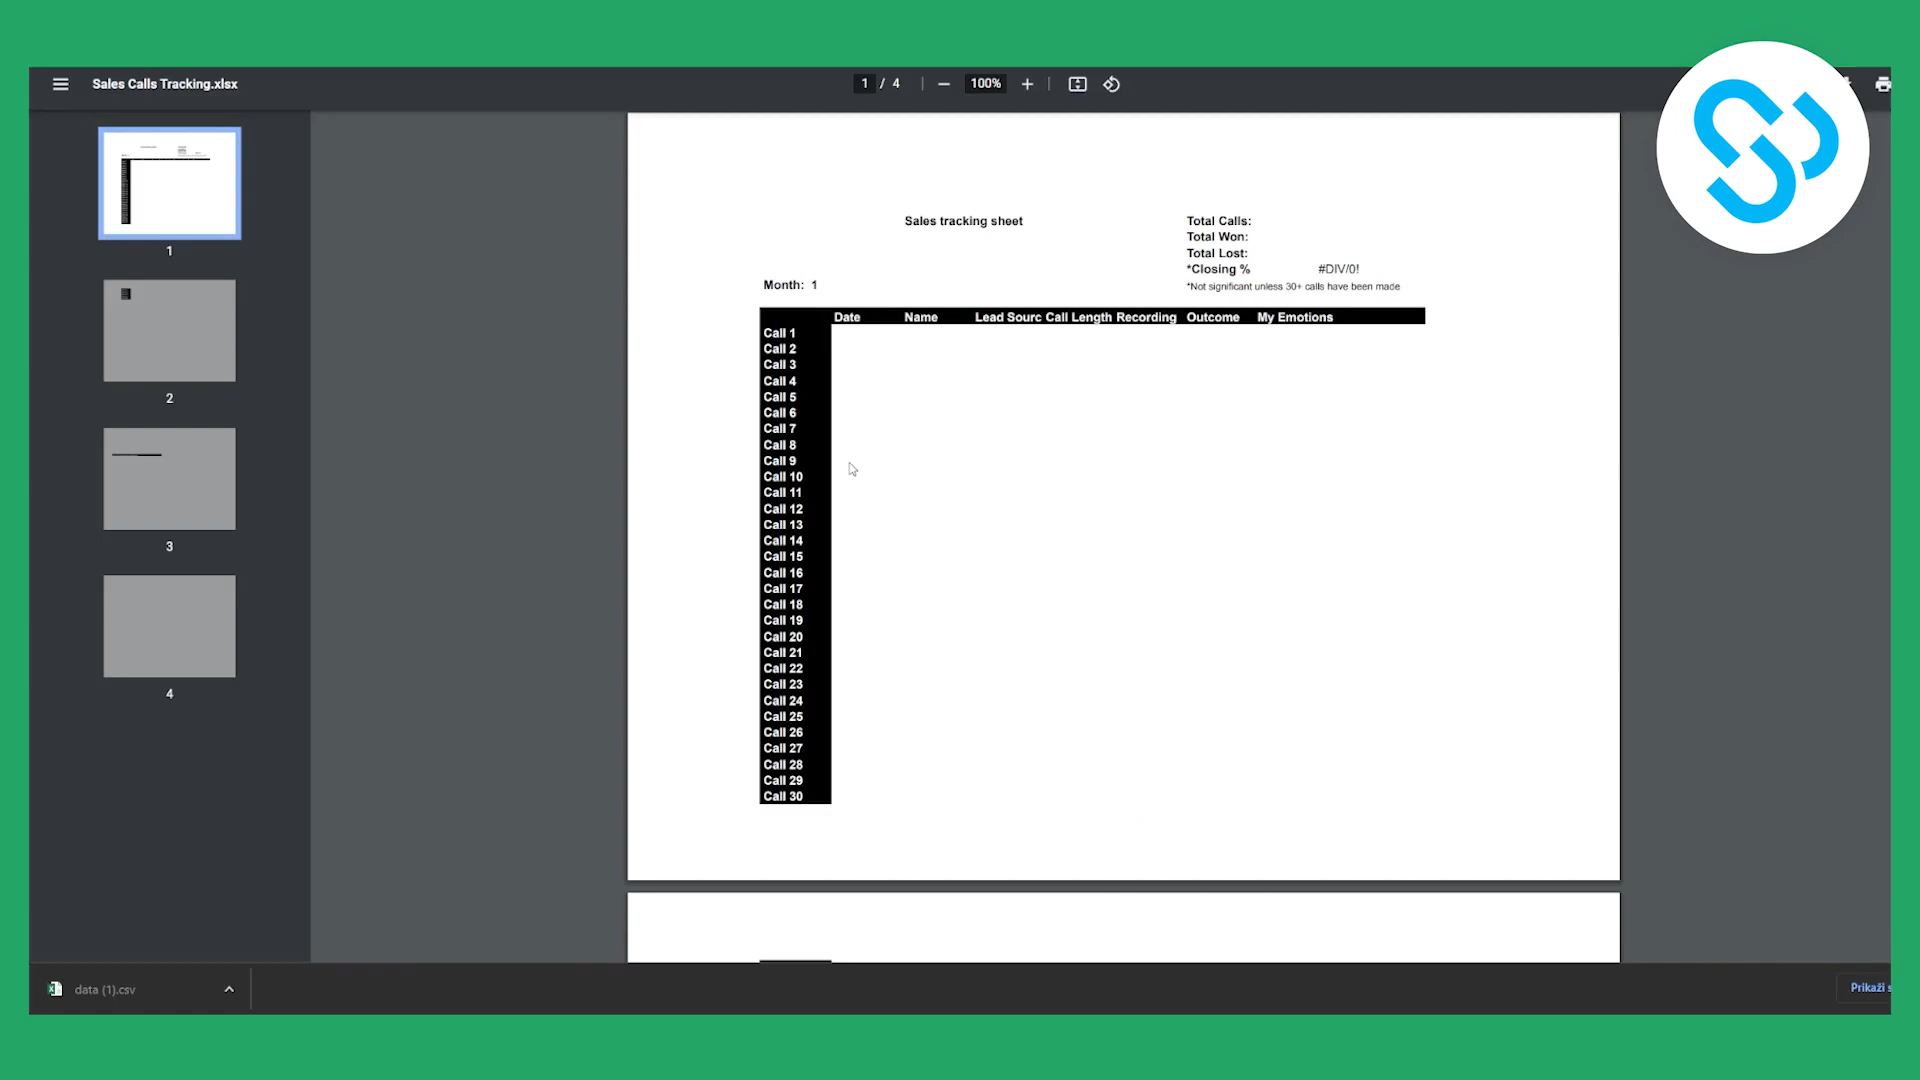 Sales Calls Tracking.xlsx
1 / 4
100%
1
2
3
4
Sales tracking sheet
Total Calls:
Total Won:
Total Lost:
*Closing % #DIV/0!
*Not significant unless 30+ calls have been made
Month: 1
Date Name Lead Sourc Call Length Recording Outcome My Emotions
Call 1
Call 2
Call 3
Call 4
Call 5
Call 6
Call 7
Call 8
Call 9
Call 10
Call 11
Call 12
Call 13
Call 14
Call 15
Call 16
Call 17
Call 18
Call 19
Call 20
Call 21
Call 22
Call 23
Call 24
Call 25
Call 26
Call 27
Call 28
Call 29
Call 30
data (1).csv
Prikaži s